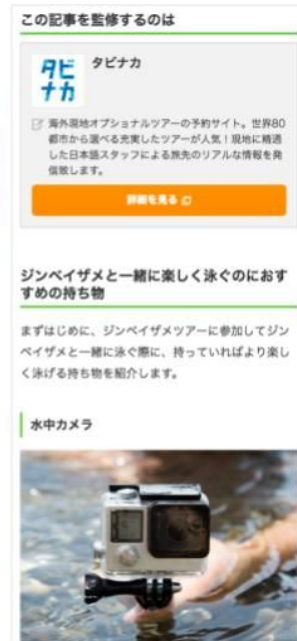 この記事を監修するのは
タビナカ
タビ
ナカ
海外現地オプショナルツアーの予約サイト。世界80
都市から選べる充実したツアーが人気！現地に精通
した日本語スタッフによる旅先のリアルな情報を発
信致します。
詳細を見る
ジンベイザメと一緒に楽しく泳ぐのにおす
すめの持ち物
まずはじめに、ジンベイザメツアーに参加してジン
ベイザメと一緒に泳ぐ際に、持っていればより楽し
く泳げる持ち物を紹介します。
水中カメラ